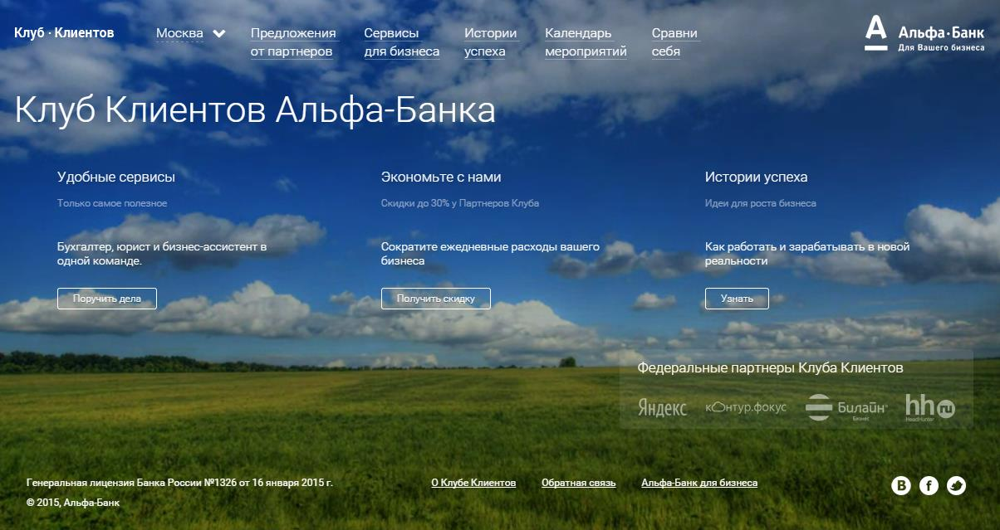 Клуб · Клиентов
Москва
Предложения
от партнеров
Сервисы
для бизнеса
Истории
успеха
Календарь
мероприятий
Сравни
себя
Альфа·Банк
Для Вашего бизнеса
Клуб Клиентов Альфа-Банка
Удобные сервисы
Только самое полезное
Бухгалтер, юрист и бизнес-ассистент в
одной команде.
Поручить дела
Экономьте с нами
Скидки до 30% у Партнеров Клуба
Сократите ежедневные расходы вашего
бизнеса
Получить скидку
Истории успеха
Идеи для роста бизнеса
Как работать и зарабатывать в новой
реальности
Узнать
Федеральные партнеры Клуба Клиентов
Яндекс
контур.фокус
Билайн®
Бизнес
hh ru
HeadHunter
Генеральная лицензия Банка России №1326 от 16 января 2015 г.
© 2015, Альфа-Банк
О Клубе Клиентов
Обратная связь
Альфа-Банк для бизнеса